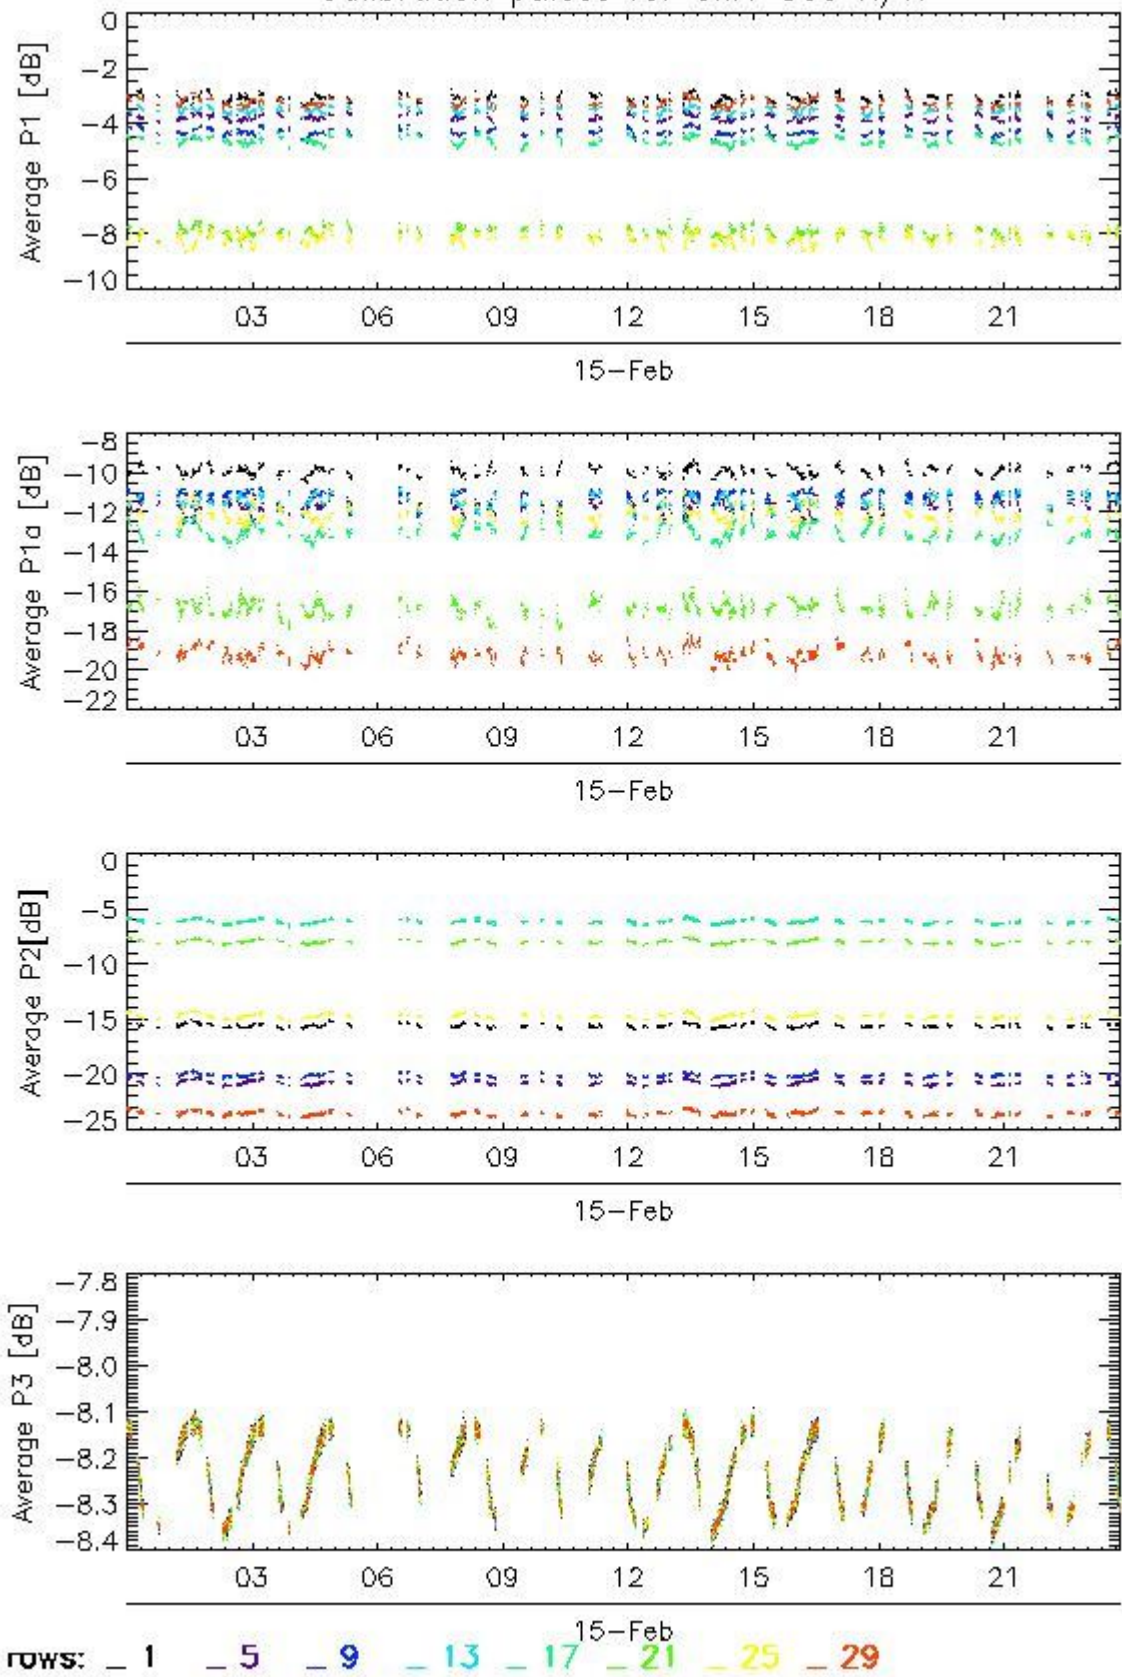 0
−2
−4
−6
−8
−10
Average P1 [dB]
03 06 09 12 15 18 21
15−Feb
−8
−10
−12
−14
−16
−18
−20
−22
Average P1a [dB]
03 06 09 12 15 18 21
15−Feb
0
−5
−10
−15
−20
−25
Average P2[dB]
03 06 09 12 15 18 21
15−Feb
−7.8
−7.9
−8.0
−8.1
−8.2
−8.3
−8.4
Average P3 [dB]
03 06 09 12 15 18 21
15−Feb
rows: _ 1 _ 5 _ 9 _ 13 _ 17 _ 21 _ 25 _ 29